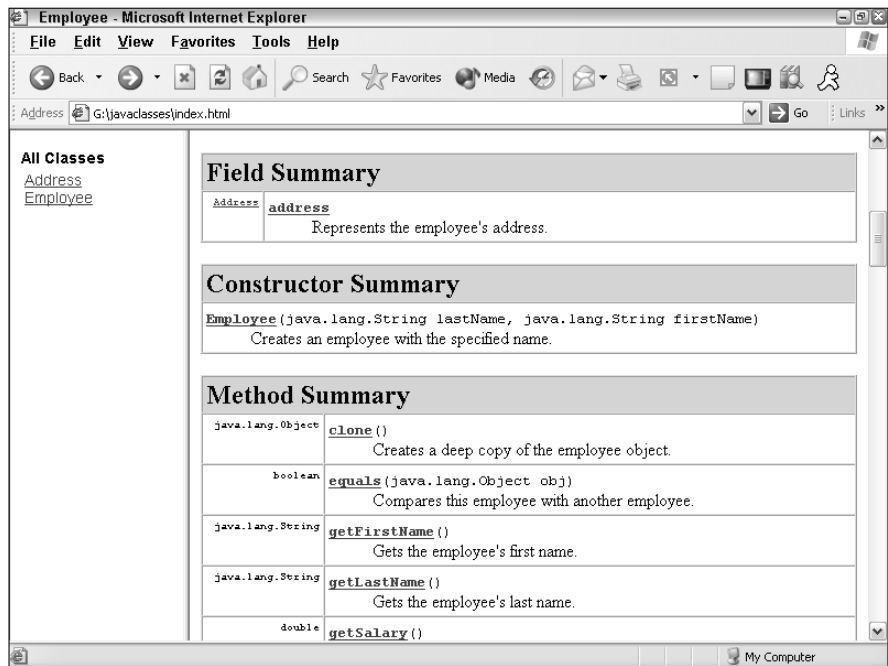 Employee - Microsoft Internet Explorer
File Edit View Favorites Tools Help
Back Search Favorites Media
Address G:\javaclasses\index.html Go Links »
All Classes
Address
Employee
Field Summary
Address address
Represents the employee's address.
Constructor Summary
Employee(java.lang.String lastName, java.lang.String firstName)
Creates an employee with the specified name.
Method Summary
java.lang.Object clone()
Creates a deep copy of the employee object.
boolean equals(java.lang.Object obj)
Compares this employee with another employee.
java.lang.String getFirstName()
Gets the employee's first name.
java.lang.String getLastName()
Gets the employee's last name.
double getSalary()
My Computer